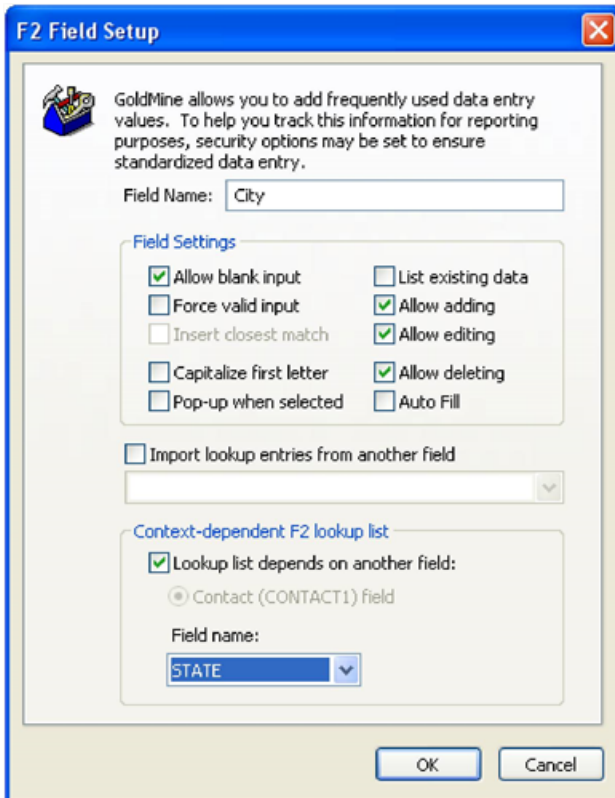 F2 Field Setup
GoldMine allows you to add frequently used data entry
values. To help you track this information for reporting
purposes, security options may be set to ensure
standardized data entry.
Field Name: City
Field Settings
Allow blank input List existing data
Force valid input Allow adding
Insert closest match Allow editing
Capitalize first letter Allow deleting
Pop-up when selected Auto Fill
Import lookup entries from another field
Context-dependent F2 lookup list
Lookup list depends on another field:
Contact (CONTACT1) field
Field name:
STATE
OK Cancel